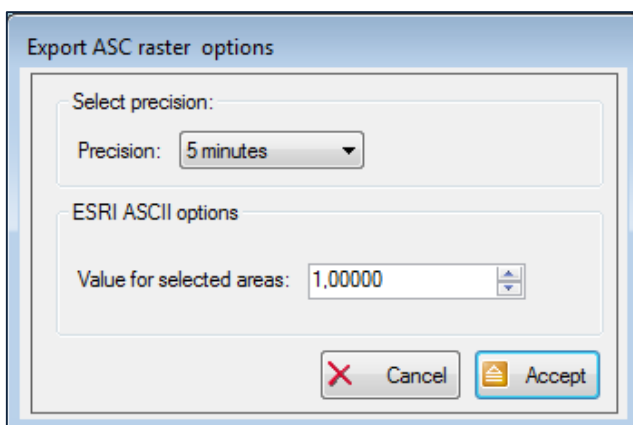 Export ASC raster  options
Select precision:
Precision: 5 minutes
ESRI ASCII options
Value for selected areas: 1,00000
Cancel Accept